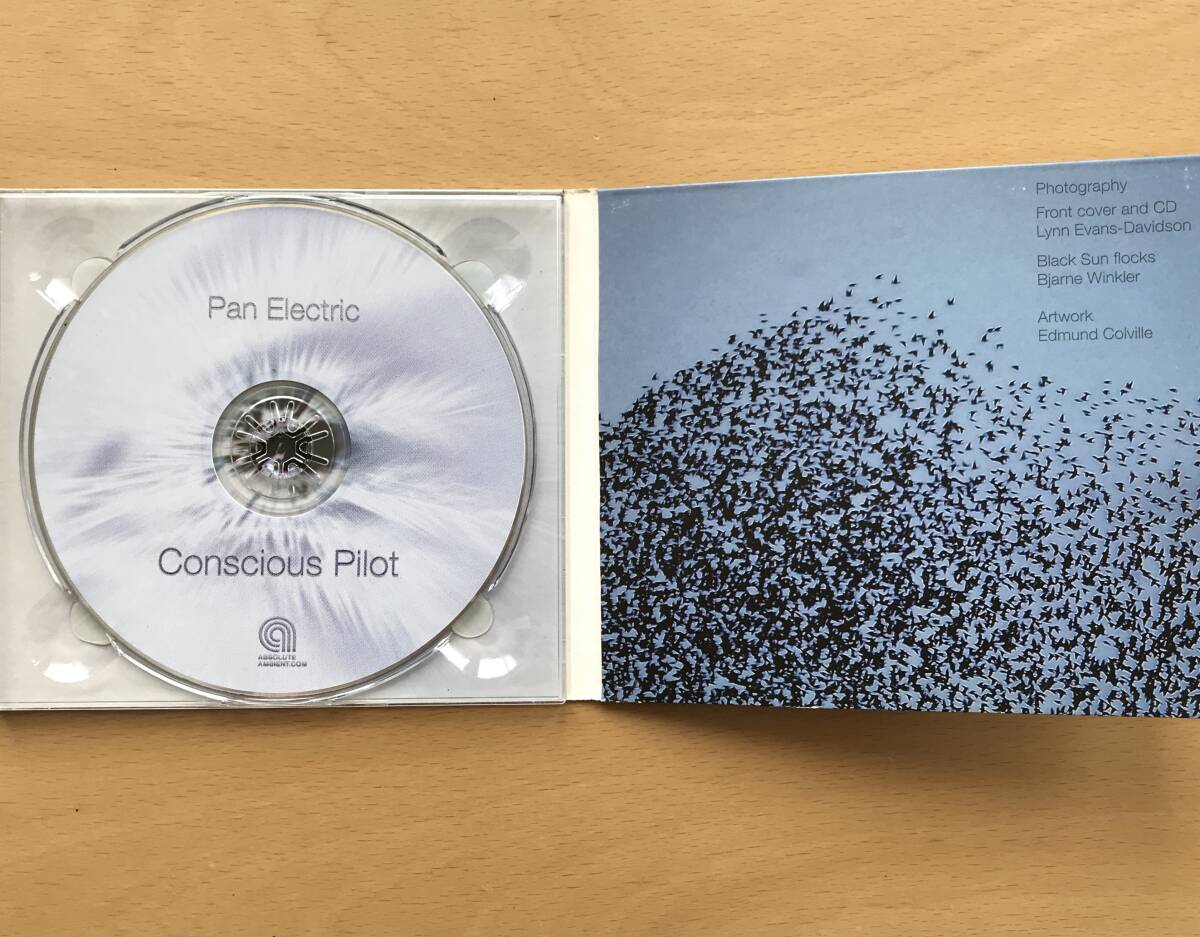 Pan Electric
Conscious Pilot
ABSOLUTE
AMBIENT.COM
Photography
Front cover and CD
Lynn Evans-Davidson
Black Sun flocks
Bjarne Winkler
Artwork
Edmund Colville